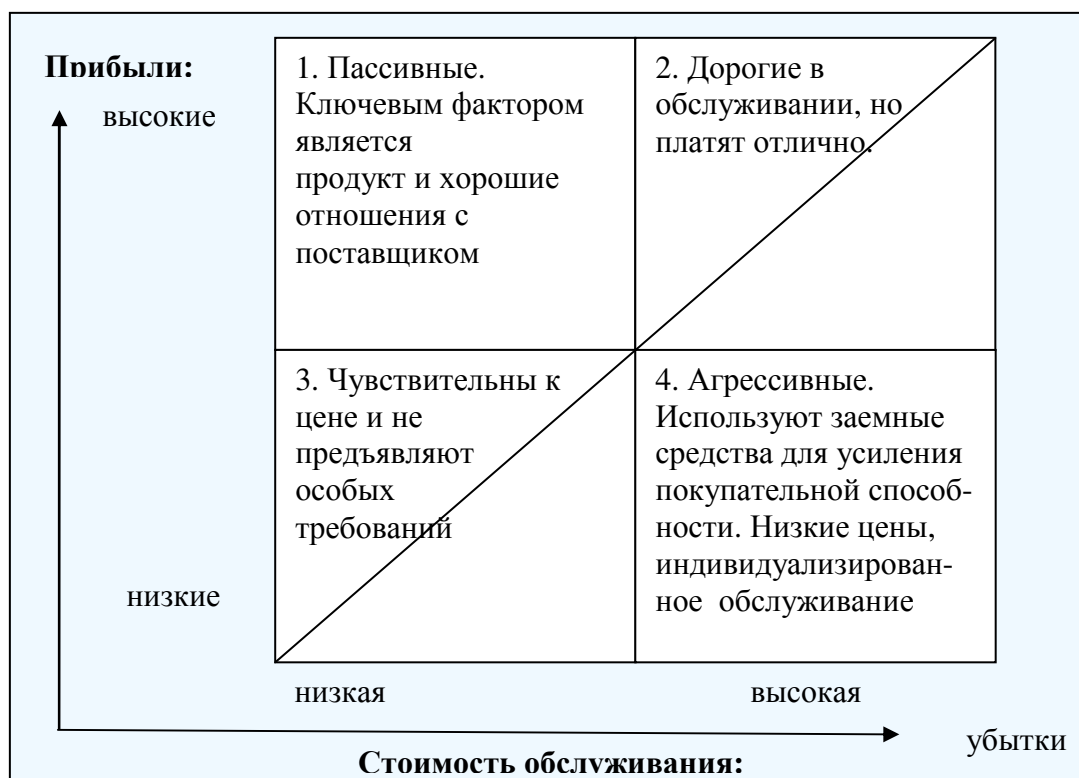 Прибыли:
высокие
1. Пассивные.
Ключевым фактором
является
продукт и хорошие
отношения с
поставщиком
2. Дорогие в
обслуживании, но
платят отлично.
3. Чувствительны к
цене и не
предъявляют
особых
требований
4. Агрессивные.
Используют заемные
средства для усиления
покупательной способ-
ности. Низкие цены,
индивидуализирован-
ное обслуживание
низкие
низкая
высокая
убытки
Стоимость обслуживания: